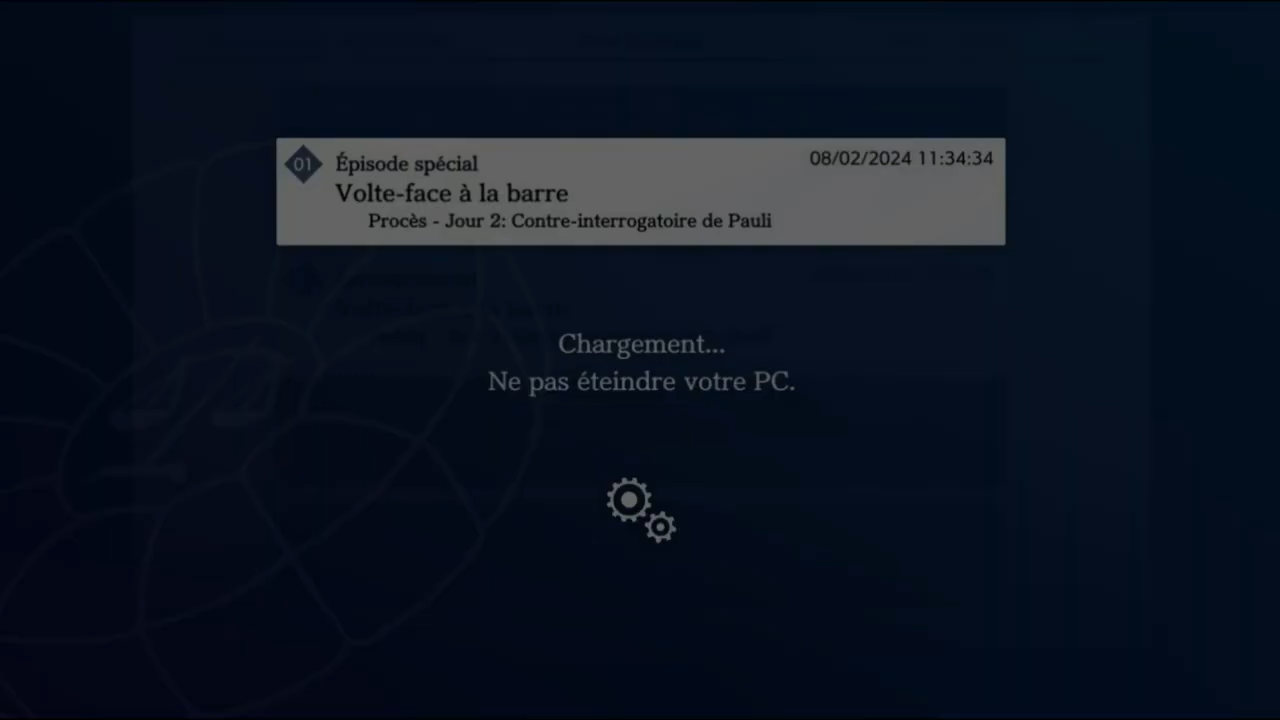 01
Épisode spécial
08/02/2024 11:34:34
Volte-face à la barre
Procès - Jour 2: Contre-interrogatoire de Pauli
Chargement...
Ne pas éteindre votre PC.